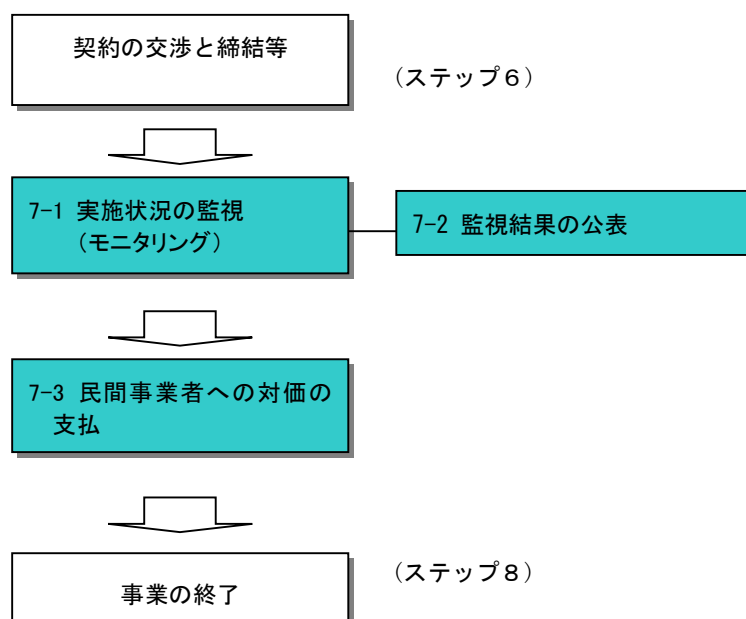 契約の交渉と締結等
（ステップ６）
7-1 実施状況の監視
（モニタリング）
7-2 監視結果の公表
7-3 民間事業者への対価の
支払
（ステップ８）
事業の終了